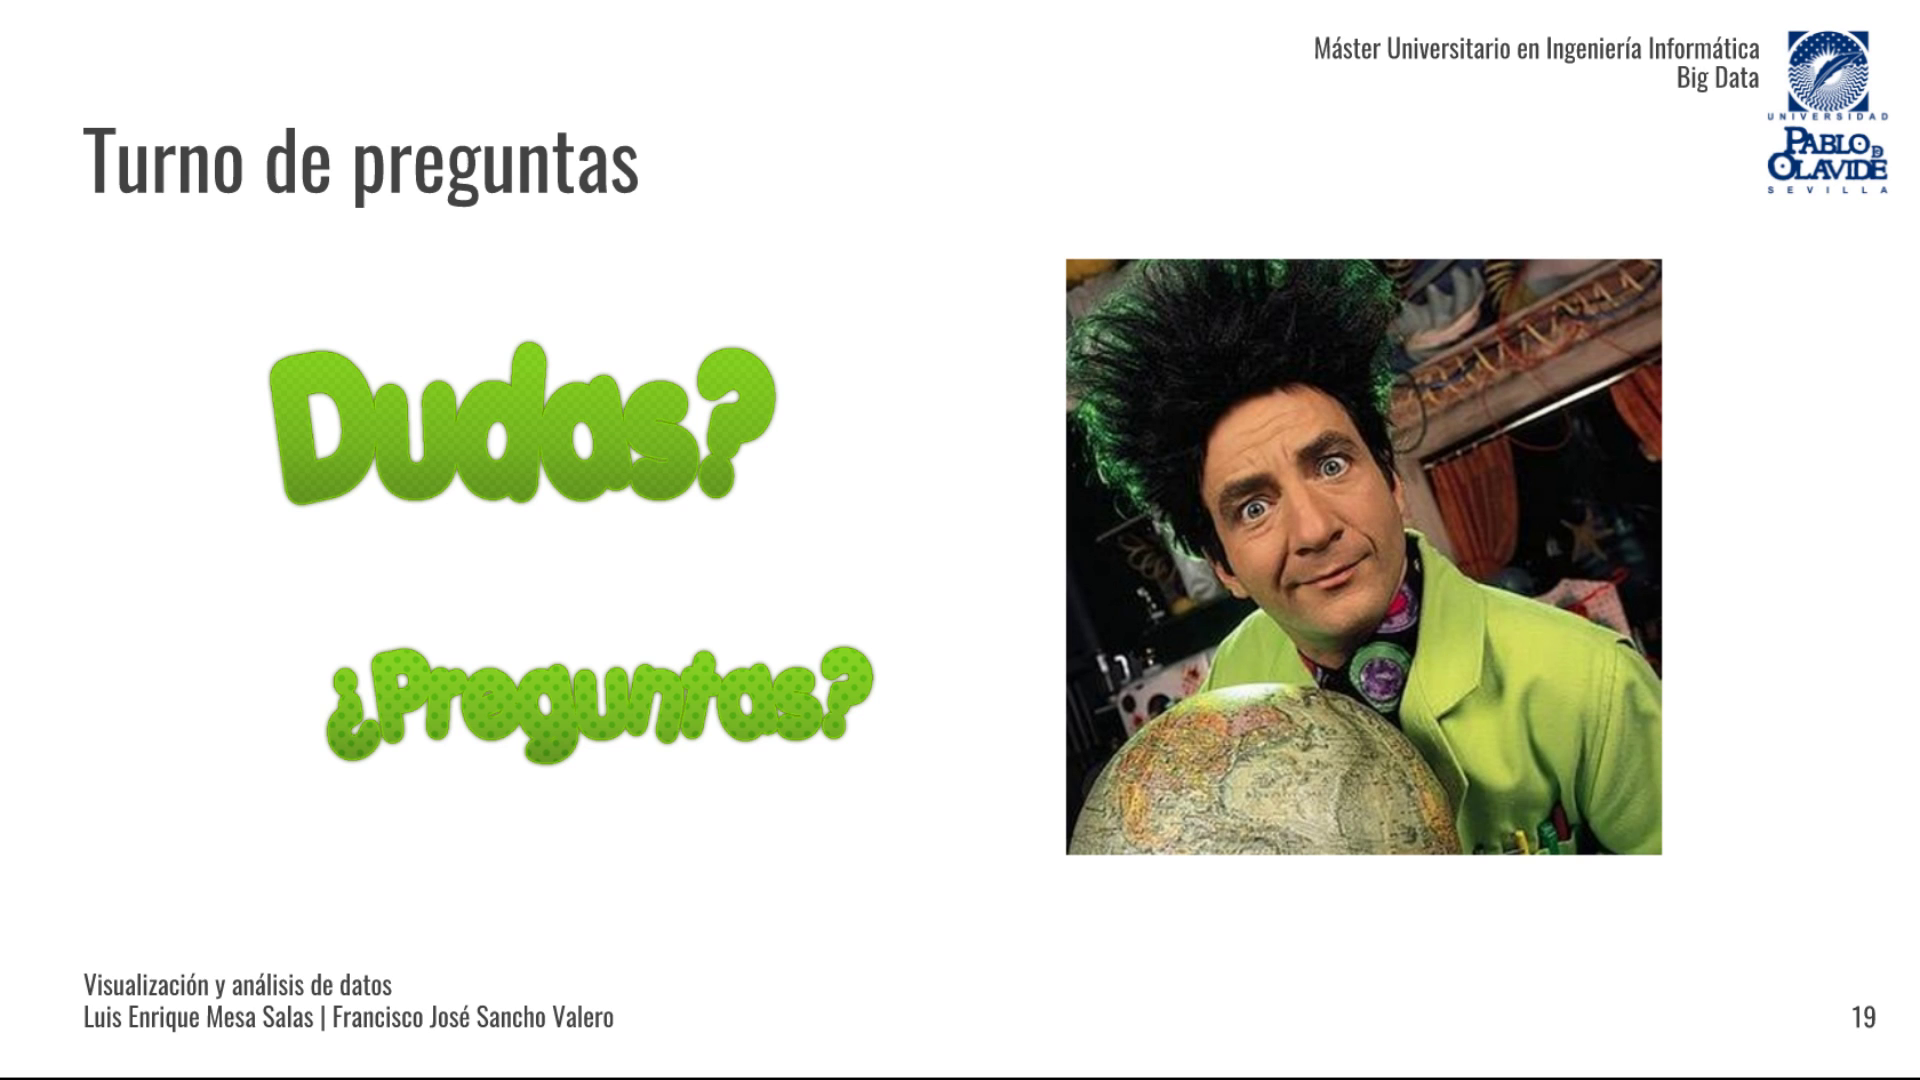 Máster Universitario en Ingeniería Informática
Big Data
UNIVERSIDAD
PABLO DE
OLAVIDE
SEVILLA
Turno de preguntas
Dudas?
¿Preguntas?
Visualización y análisis de datos
Luis Enrique Mesa Salas | Francisco José Sancho Valero
19